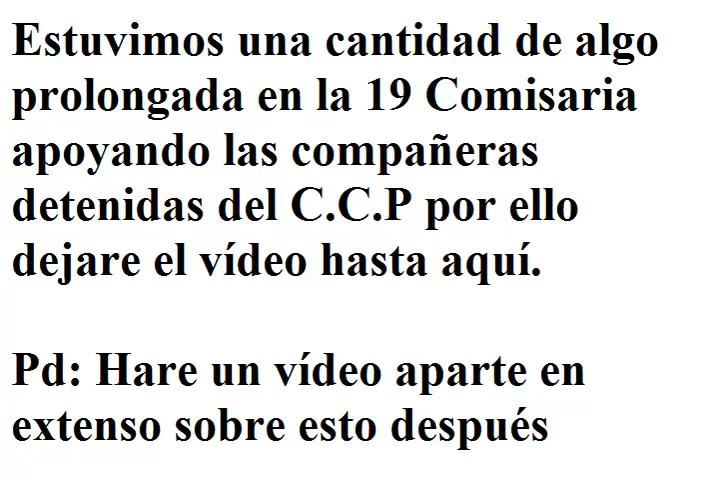 Estuvimos una cantidad de algo
prolongada en la 19 Comisaria
apoyando las compañeras
detenidas del C.C.P por ello
dejare el vídeo hasta aquí.
Pd: Hare un vídeo aparte en
extenso sobre esto después